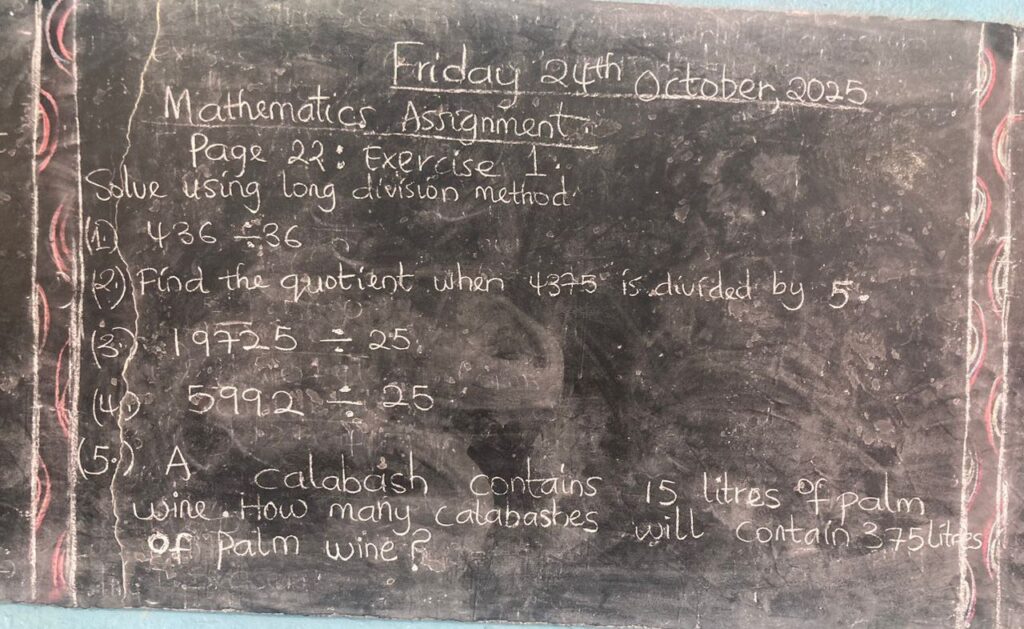 Friday 24th October, 2025
Mathematics Assignment.
Page 22: Exercise 1.
Solve using long division method.
(1) 436 ÷ 36
(2.) Find the quotient when 4375 is divided by 5.
(3.) 19725 ÷ 25.
(4.) 5992 ÷ 25
(5.) A calabash contains 15 litres of palm
wine. How many calabashes will contain 375 litres
of palm wine?